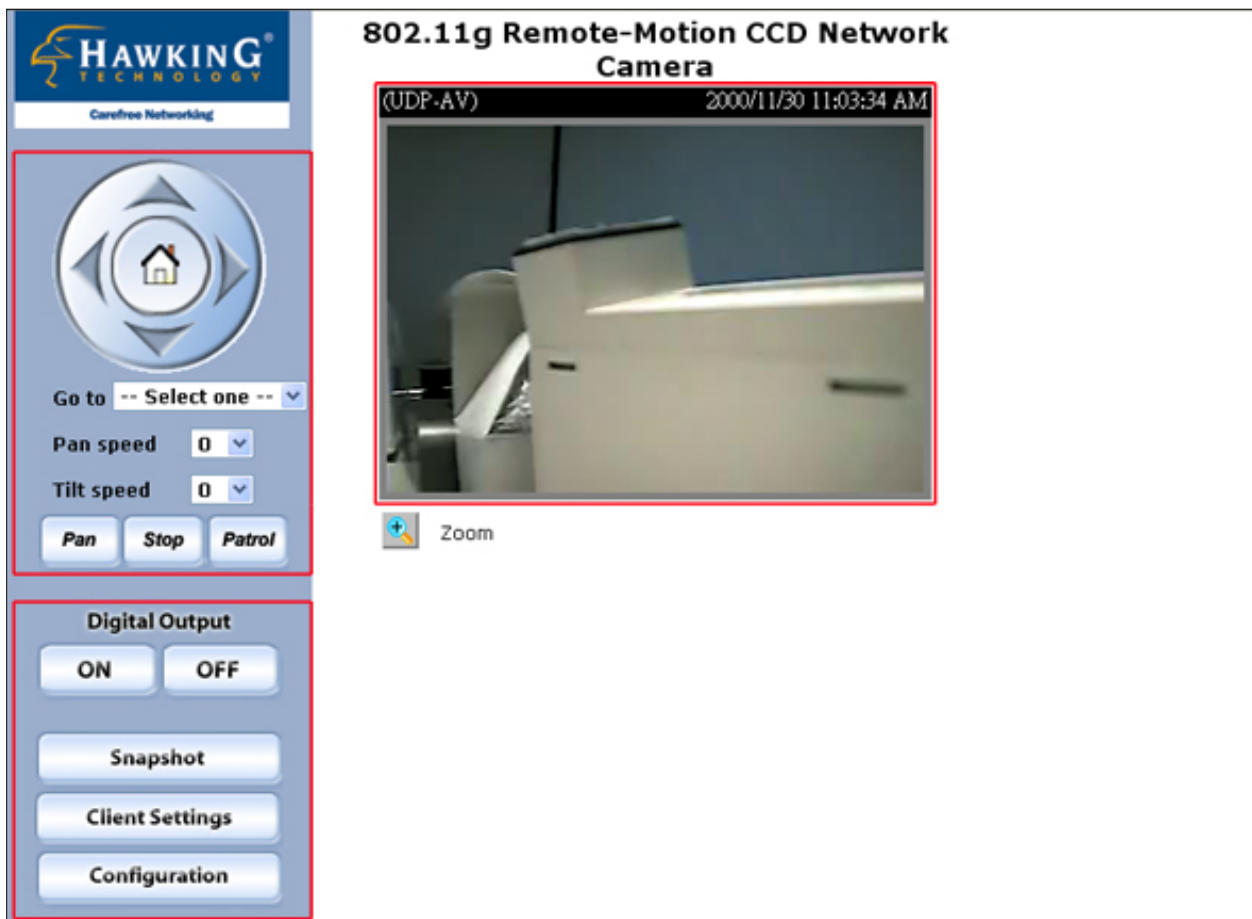 HAWKING®
TECHNOLOGY
Carefree Networking
802.11g Remote-Motion CCD Network
Camera
(UDP-AV) 2000/11/30 11:03:34 AM
Go to -- Select one --
Pan speed 0
Tilt speed 0
Pan Stop Patrol
Zoom
Digital Output
ON OFF
Snapshot
Client Settings
Configuration